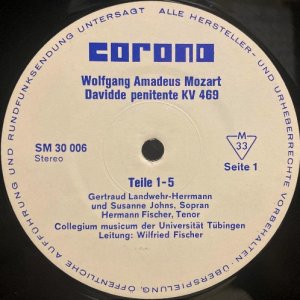 corona
Wolfgang Amadeus Mozart
Davidde penitente KV 469
SM 30 006
Stereo
M
33
Seite 1
Teile 1-5
Gertraud Landwehr-Herrmann
und Susanne Johns, Sopran
Hermann Fischer, Tenor
Collegium musicum der Universität Tübingen
Leitung: Wilfried Fischer
ALLE HERSTELLER- UND URHEBERRECHTE VORBEHALTEN. ÜBERSPIELUNG, ÖFFENTLICHE AUFFÜHRUNG UND RUNDFUNKSENDUNG UNTERSAGT